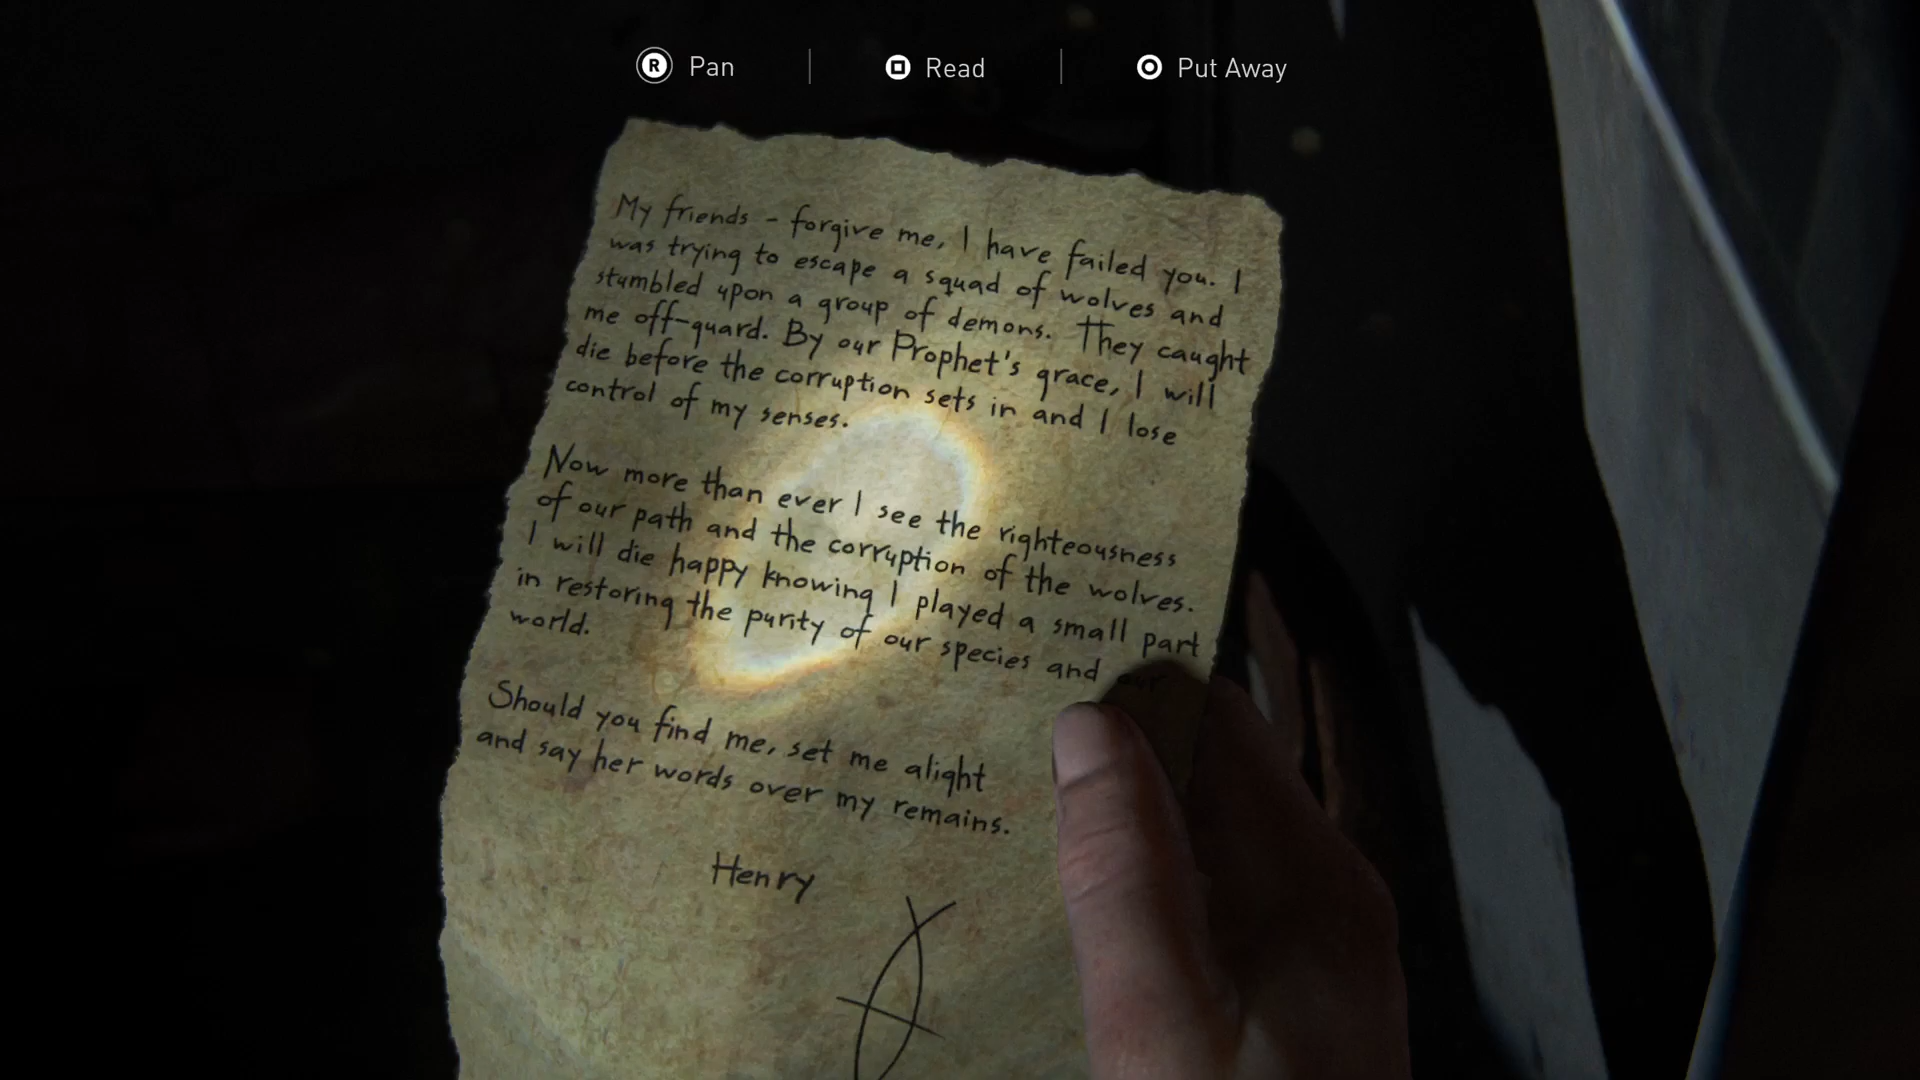 R Pan | Read | Put Away
My friends - forgive me, I have failed you. I
was trying to escape a squad of wolves and
stumbled upon a group of demons. They caught
me off-guard. By our Prophet's grace, I will
die before the corruption sets in and I lose
control of my senses.
Now more than ever I see the righteousness
of our path and the corruption of the wolves.
I will die happy knowing I played a small part
in restoring the purity of our species and our
world.
Should you find me, set me alight
and say her words over my remains.
Henry